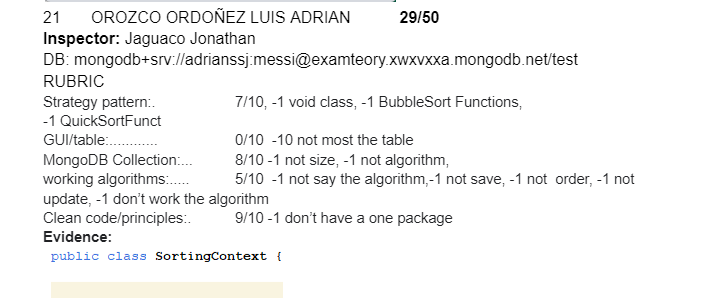 21 OROZCO ORDOÑEZ LUIS ADRIAN 29/50
Inspector: Jaguaco Jonathan
DB: mongodb+srv://adrianssj:messi@examteory.xwxvxxa.mongodb.net/test
RUBRIC
Strategy pattern:. 7/10, -1 void class, -1 BubbleSort Functions,
-1 QuickSortFunct
GUI/table:............ 0/10 -10 not most the table
MongoDB Collection:... 8/10 -1 not size, -1 not algorithm,
working algorithms:..... 5/10 -1 not say the algorithm,-1 not save, -1 not order, -1 not
update, -1 don't work the algorithm
Clean code/principles:. 9/10 -1 don't have a one package
Evidence:
public class SortingContext {